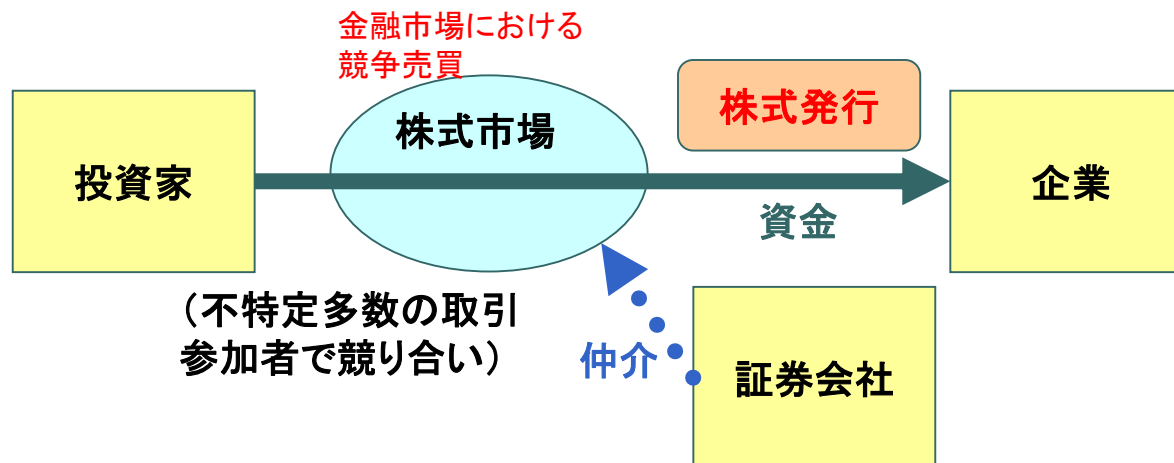 金融市場における
競争売買
株式市場
株式発行
投資家
企業
資金
（不特定多数の取引
参加者で競り合い）
仲介
証券会社